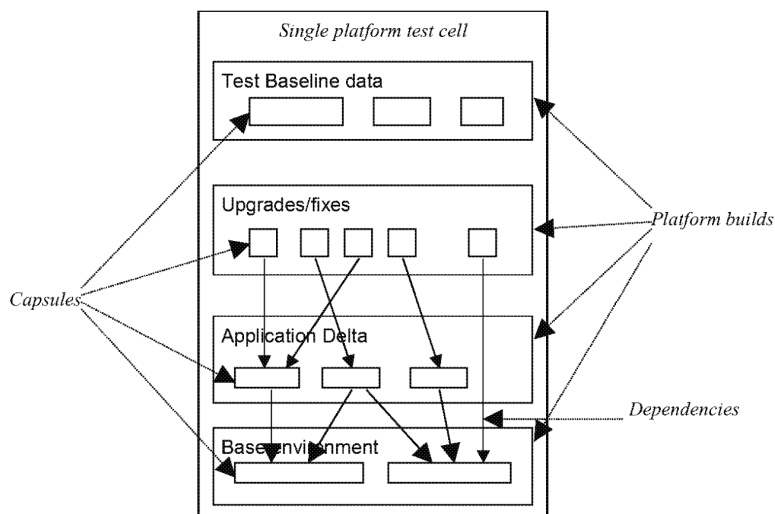 Single platform test cell
Test Baseline data
Upgrades/fixes
Platform builds
Capsules
Application Delta
Dependencies
Base environment